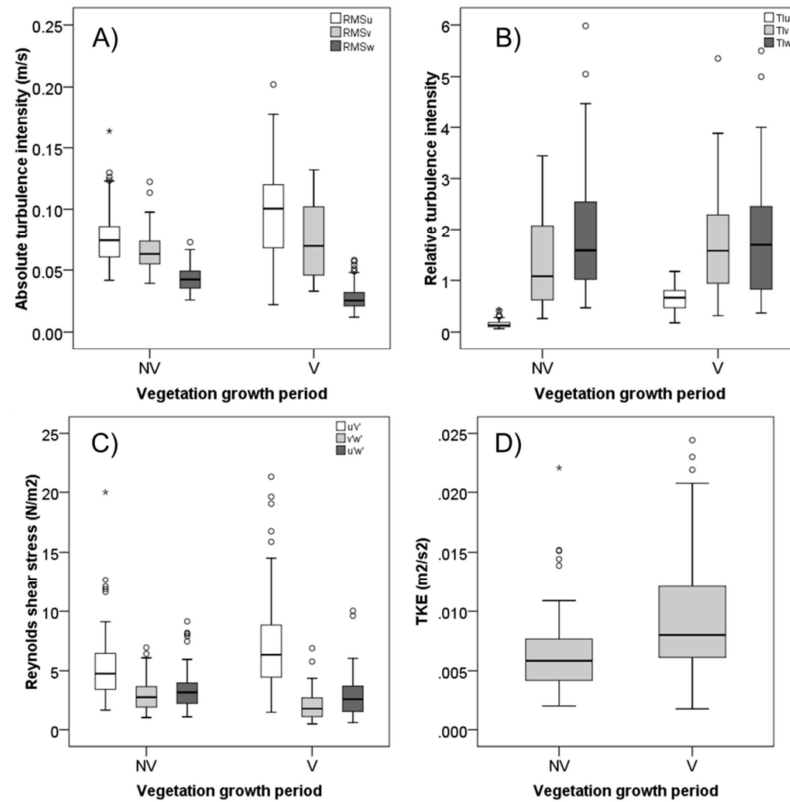 A)
RMSu
RMSv
RMSw
Absolute turbulence intensity (m/s)
0.25
0.20
0.15
0.10
0.05
0.00
NV
V
Vegetation growth period
B)
TIu
TIv
TIw
Relative turbulence intensity
6
5
4
3
2
1
0
NV
V
Vegetation growth period
C)
u'v'
v'w'
u'w'
Reynolds shear stress (N/m2)
25
20
15
10
5
0
NV
V
Vegetation growth period
D)
TKE (m2/s2)
.025
.020
.015
.010
.005
.000
NV
V
Vegetation growth period